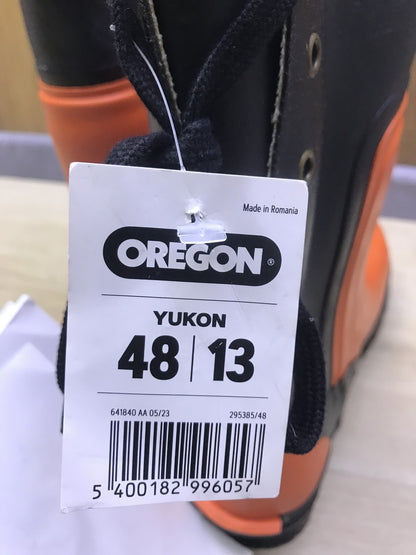 Made in Romania
OREGON®
YUKON
48 | 13
641840 AA 05/23 295385/48
5 400182 996057